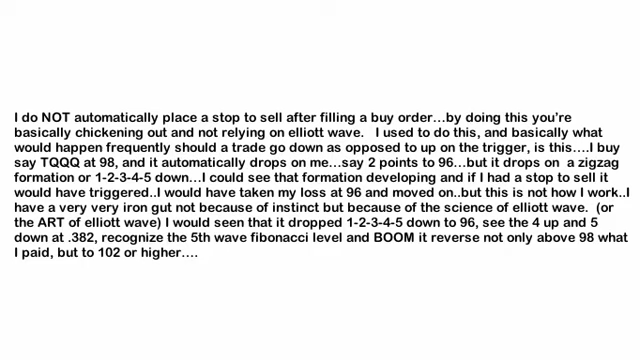 I do NOT automatically place a stop to sell after filling a buy order…by doing this you're
basically chickening out and not relying on elliott wave.   I used to do this, and basically what
would happen frequently should a trade go down as opposed to up on the trigger, is this….I buy
say TQQQ at 98, and it automatically drops on me…say 2 points to 96…but it drops on  a zigzag
formation or 1-2-3-4-5 down…I could see that formation developing and if I had a stop to sell it
would have triggered..I would have taken my loss at 96 and moved on..but this is not how I work..I
have a very very iron gut not because of instinct but because of the science of elliott wave.  (or
the ART of elliott wave) I would seen that it dropped 1-2-3-4-5 down to 96, see the 4 up and 5
down at .382, recognize the 5th wave fibonacci level and BOOM it reverse not only above 98 what
I paid, but to 102 or higher….